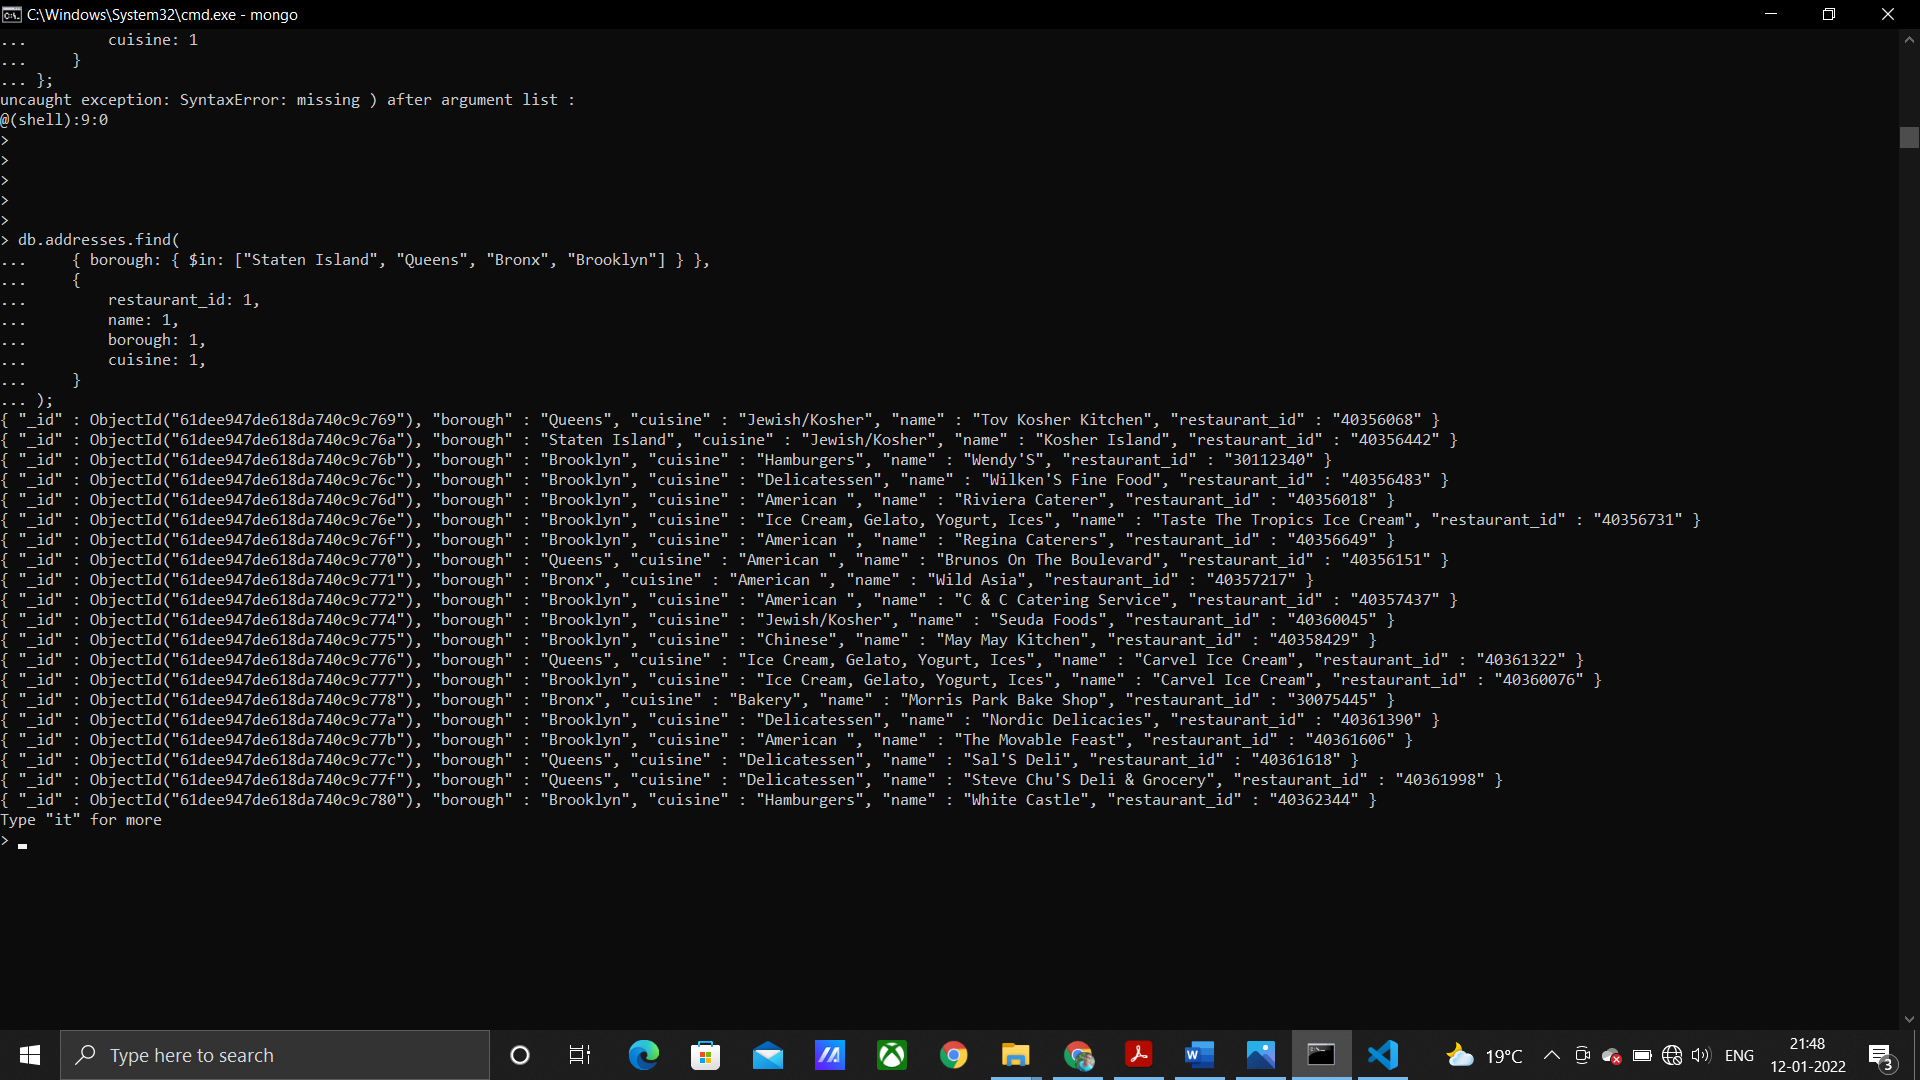 C:\Windows\System32\cmd.exe - mongo
...         cuisine: 1
...     }
... };
uncaught exception: SyntaxError: missing ) after argument list :
@(shell):9:0
>
>
>
>
>
> db.addresses.find(
...     { borough: { $in: ["Staten Island", "Queens", "Bronx", "Brooklyn"] } },
...     {
...         restaurant_id: 1,
...         name: 1,
...         borough: 1,
...         cuisine: 1,
...     }
... );
{ "_id" : ObjectId("61dee947de618da740c9c769"), "borough" : "Queens", "cuisine" : "Jewish/Kosher", "name" : "Tov Kosher Kitchen", "restaurant_id" : "40356068" }
{ "_id" : ObjectId("61dee947de618da740c9c76a"), "borough" : "Staten Island", "cuisine" : "Jewish/Kosher", "name" : "Kosher Island", "restaurant_id" : "40356442" }
{ "_id" : ObjectId("61dee947de618da740c9c76b"), "borough" : "Brooklyn", "cuisine" : "Hamburgers", "name" : "Wendy'S", "restaurant_id" : "30112340" }
{ "_id" : ObjectId("61dee947de618da740c9c76c"), "borough" : "Brooklyn", "cuisine" : "Delicatessen", "name" : "Wilken'S Fine Food", "restaurant_id" : "40356483" }
{ "_id" : ObjectId("61dee947de618da740c9c76d"), "borough" : "Brooklyn", "cuisine" : "American ", "name" : "Riviera Caterer", "restaurant_id" : "40356018" }
{ "_id" : ObjectId("61dee947de618da740c9c76e"), "borough" : "Brooklyn", "cuisine" : "Ice Cream, Gelato, Yogurt, Ices", "name" : "Taste The Tropics Ice Cream", "restaurant_id" : "40356731" }
{ "_id" : ObjectId("61dee947de618da740c9c76f"), "borough" : "Brooklyn", "cuisine" : "American ", "name" : "Regina Caterers", "restaurant_id" : "40356649" }
{ "_id" : ObjectId("61dee947de618da740c9c770"), "borough" : "Queens", "cuisine" : "American ", "name" : "Brunos On The Boulevard", "restaurant_id" : "40356151" }
{ "_id" : ObjectId("61dee947de618da740c9c771"), "borough" : "Bronx", "cuisine" : "American ", "name" : "Wild Asia", "restaurant_id" : "40357217" }
{ "_id" : ObjectId("61dee947de618da740c9c772"), "borough" : "Brooklyn", "cuisine" : "American ", "name" : "C & C Catering Service", "restaurant_id" : "40357437" }
{ "_id" : ObjectId("61dee947de618da740c9c774"), "borough" : "Brooklyn", "cuisine" : "Jewish/Kosher", "name" : "Seuda Foods", "restaurant_id" : "40360045" }
{ "_id" : ObjectId("61dee947de618da740c9c775"), "borough" : "Brooklyn", "cuisine" : "Chinese", "name" : "May May Kitchen", "restaurant_id" : "40358429" }
{ "_id" : ObjectId("61dee947de618da740c9c776"), "borough" : "Queens", "cuisine" : "Ice Cream, Gelato, Yogurt, Ices", "name" : "Carvel Ice Cream", "restaurant_id" : "40361322" }
{ "_id" : ObjectId("61dee947de618da740c9c777"), "borough" : "Brooklyn", "cuisine" : "Ice Cream, Gelato, Yogurt, Ices", "name" : "Carvel Ice Cream", "restaurant_id" : "40360076" }
{ "_id" : ObjectId("61dee947de618da740c9c778"), "borough" : "Bronx", "cuisine" : "Bakery", "name" : "Morris Park Bake Shop", "restaurant_id" : "30075445" }
{ "_id" : ObjectId("61dee947de618da740c9c77a"), "borough" : "Brooklyn", "cuisine" : "Delicatessen", "name" : "Nordic Delicacies", "restaurant_id" : "40361390" }
{ "_id" : ObjectId("61dee947de618da740c9c77b"), "borough" : "Brooklyn", "cuisine" : "American ", "name" : "The Movable Feast", "restaurant_id" : "40361606" }
{ "_id" : ObjectId("61dee947de618da740c9c77c"), "borough" : "Queens", "cuisine" : "Delicatessen", "name" : "Sal'S Deli", "restaurant_id" : "40361618" }
{ "_id" : ObjectId("61dee947de618da740c9c77f"), "borough" : "Queens", "cuisine" : "Delicatessen", "name" : "Steve Chu'S Deli & Grocery", "restaurant_id" : "40361998" }
{ "_id" : ObjectId("61dee947de618da740c9c780"), "borough" : "Brooklyn", "cuisine" : "Hamburgers", "name" : "White Castle", "restaurant_id" : "40362344" }
Type "it" for more
>
Type here to search
19°C
ENG
21:48
12-01-2022
3